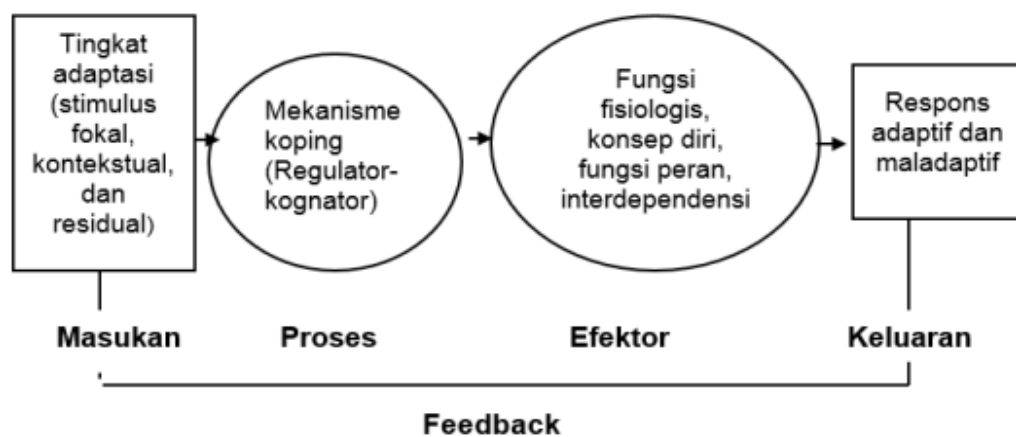 Tingkat
adaptasi
(stimulus
fokal,
kontekstual,
dan
residual)
Mekanisme
koping
(Regulator-
kognator)
Fungsi
fisiologis,
konsep diri,
fungsi peran,
interdependensi
Respons
adaptif dan
maladaptif
Masukan
Proses
Efektor
Keluaran
Feedback